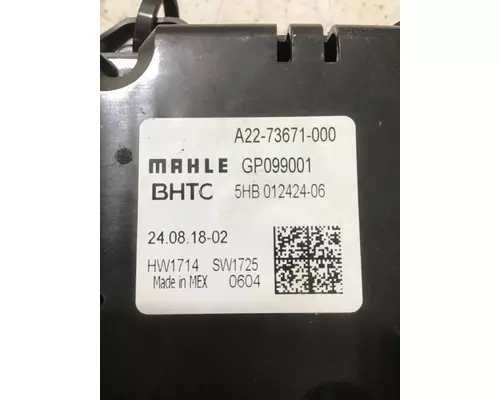 A22-73671-000
MAHLE GP099001
BHTC 5HB 012424-06
24.08.18-02
HW1714 SW1725
Made in MEX 0604